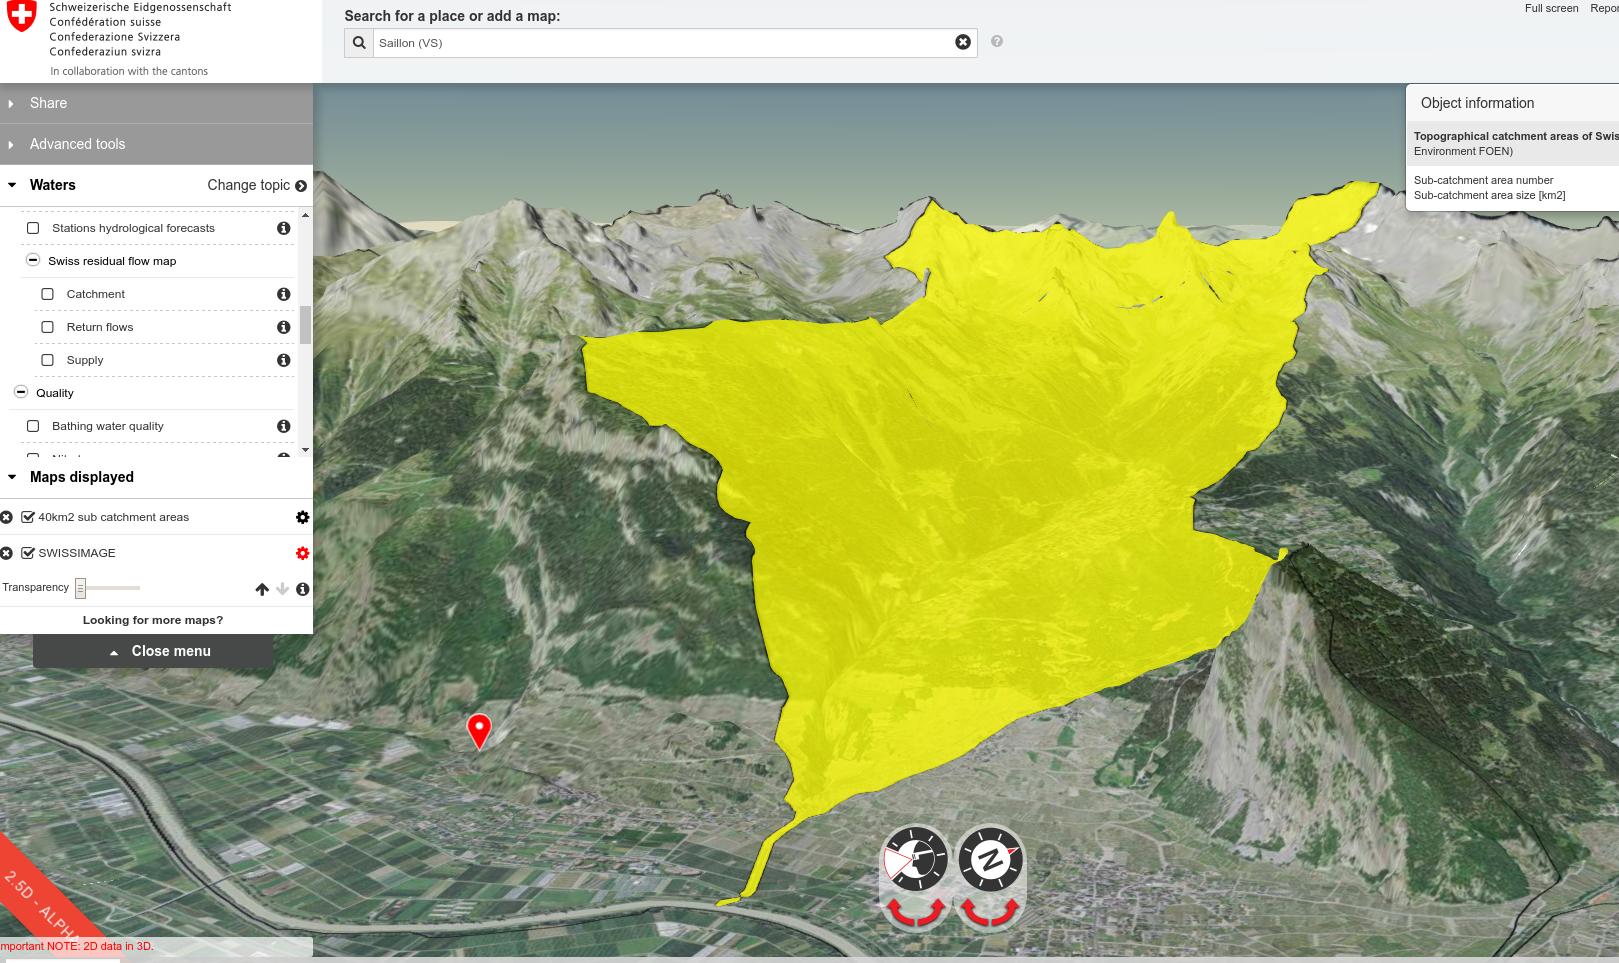 Schweizerische Eidgenossenschaft
Confédération suisse
Confederazione Svizzera
Confederaziun svizra
In collaboration with the cantons
Search for a place or add a map:
Saillon (VS)
?
Full screen
Share
Advanced tools
Waters
Change topic
Stations hydrological forecasts
Swiss residual flow map
Catchment
Return flows
Supply
Quality
Bathing water quality
Maps displayed
40km2 sub catchment areas
SWISSIMAGE
Transparency
Looking for more maps?
Close menu
Object information
Topographical catchment areas of Swis
Environment FOEN)
Sub-catchment area number
Sub-catchment area size [km2]
N
2.5D - ALPHA
mportant NOTE: 2D data in 3D.